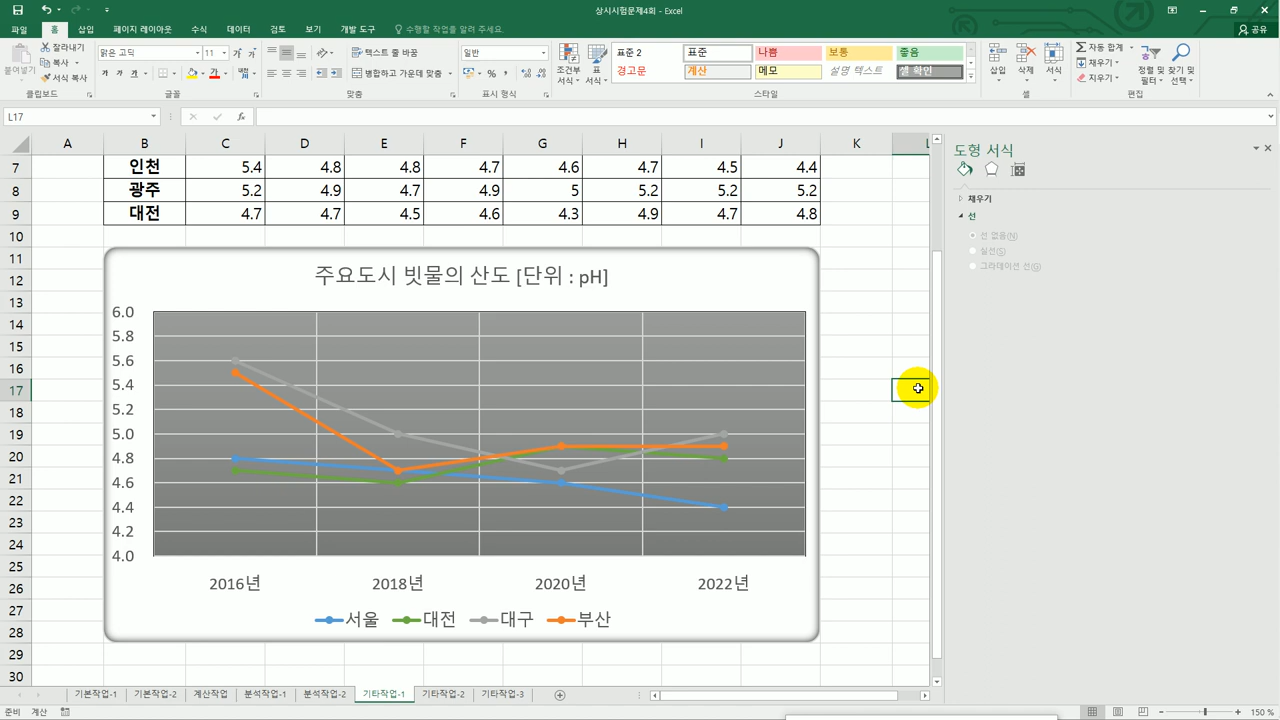 상시시험문제4회 - Excel
파일 홈 삽입 페이지 레이아웃 수식 데이터 검토 보기 개발 도구 수행할 작업을 알려 주세요. 공유
붙여넣기 잘라내기 복사 서식 복사 클립보드
맑은 고딕 11 가 가 가 가 가 글꼴
텍스트 줄 바꿈 병합하고 가운데 맞춤 맞춤
일반 표시 형식
조건부 서식 표 서식
표준 2 표준 나쁨 보통 좋음
경고문 계산 메모 설명 텍스트 셀 확인
스타일
삽입 삭제 서식 셀
자동 합계 채우기 지우기 정렬 및 필터 찾기 및 선택 편집
L17 fx
A B C D E F G H I J K L
7 인천 5.4 4.8 4.8 4.7 4.6 4.7 4.5 4.4
8 광주 5.2 4.9 4.7 4.9 5 5.2 5.2 5.2
9 대전 4.7 4.7 4.5 4.6 4.3 4.9 4.7 4.8
10
11
12
13
14
15
16
17
18
19
20
21
22
23
24
25
26
27
28
29
30
주요도시 빗물의 산도 [단위 : pH]
6.0
5.8
5.6
5.4
5.2
5.0
4.8
4.6
4.4
4.2
4.0
2016년 2018년 2020년 2022년
서울 대전 대구 부산
도형 서식
채우기
선
선 없음(N)
실선(S)
그라데이션 선(G)
기본작업-1 기본작업-2 계산작업 분석작업-1 분석작업-2 기타작업-1 기타작업-2 기타작업-3
준비 계산 150 %